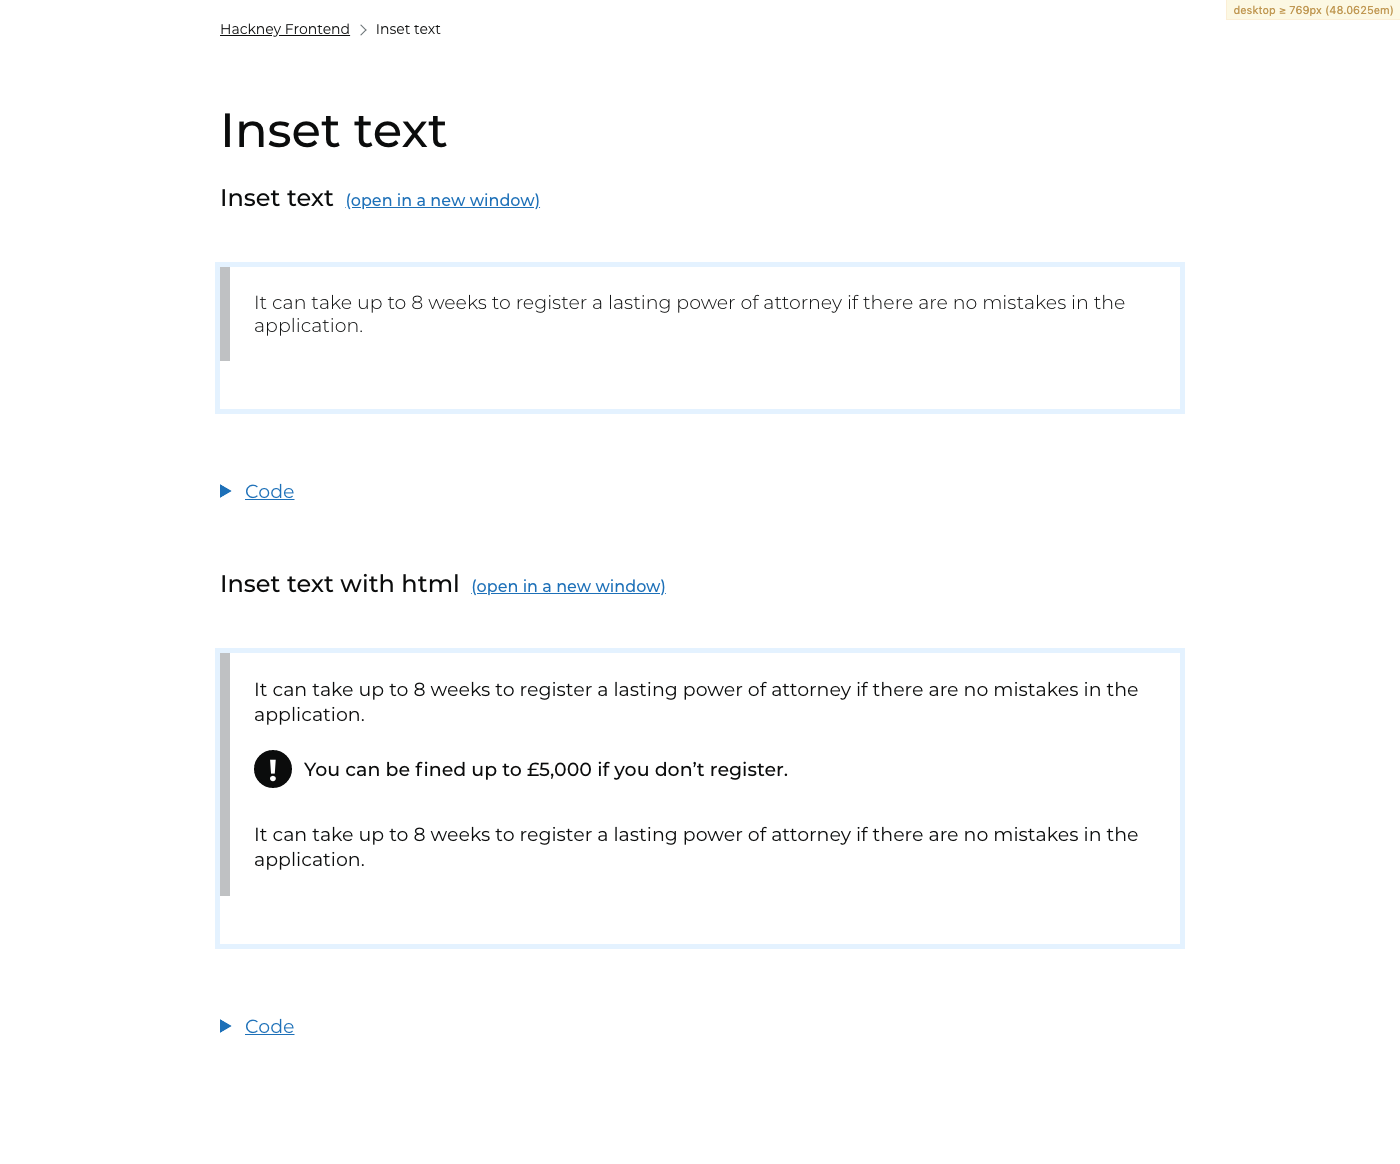 desktop ≥ 769px (48.0625em)
Hackney Frontend > Inset text
Inset text
Inset text (open in a new window)
It can take up to 8 weeks to register a lasting power of attorney if there are no mistakes in the
application.
Code
Inset text with html (open in a new window)
It can take up to 8 weeks to register a lasting power of attorney if there are no mistakes in the
application.
! You can be fined up to £5,000 if you don’t register.
It can take up to 8 weeks to register a lasting power of attorney if there are no mistakes in the
application.
Code